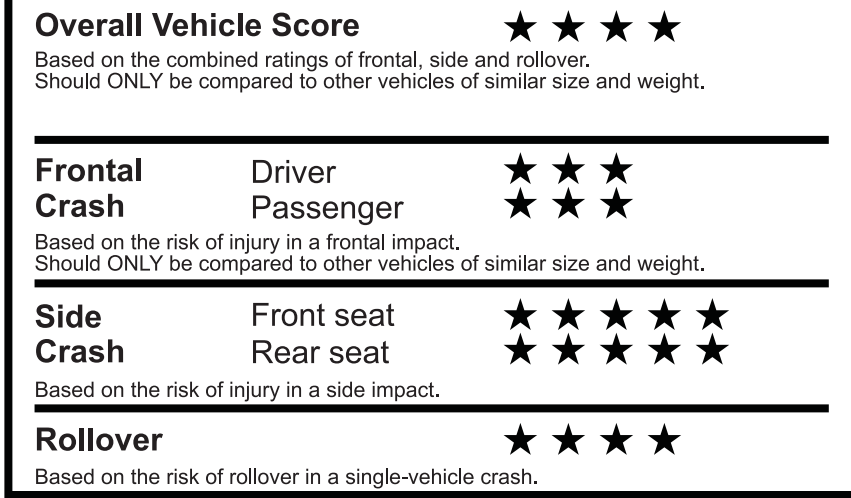 Overall Vehicle Score ★ ★ ★ ★
Based on the combined ratings of frontal, side and rollover.
Should ONLY be compared to other vehicles of similar size and weight.
Frontal Driver ★ ★ ★
Crash Passenger ★ ★ ★
Based on the risk of injury in a frontal impact.
Should ONLY be compared to other vehicles of similar size and weight.
Side Front seat ★ ★ ★ ★ ★
Crash Rear seat ★ ★ ★ ★ ★
Based on the risk of injury in a side impact.
Rollover ★ ★ ★ ★
Based on the risk of rollover in a single-vehicle crash.